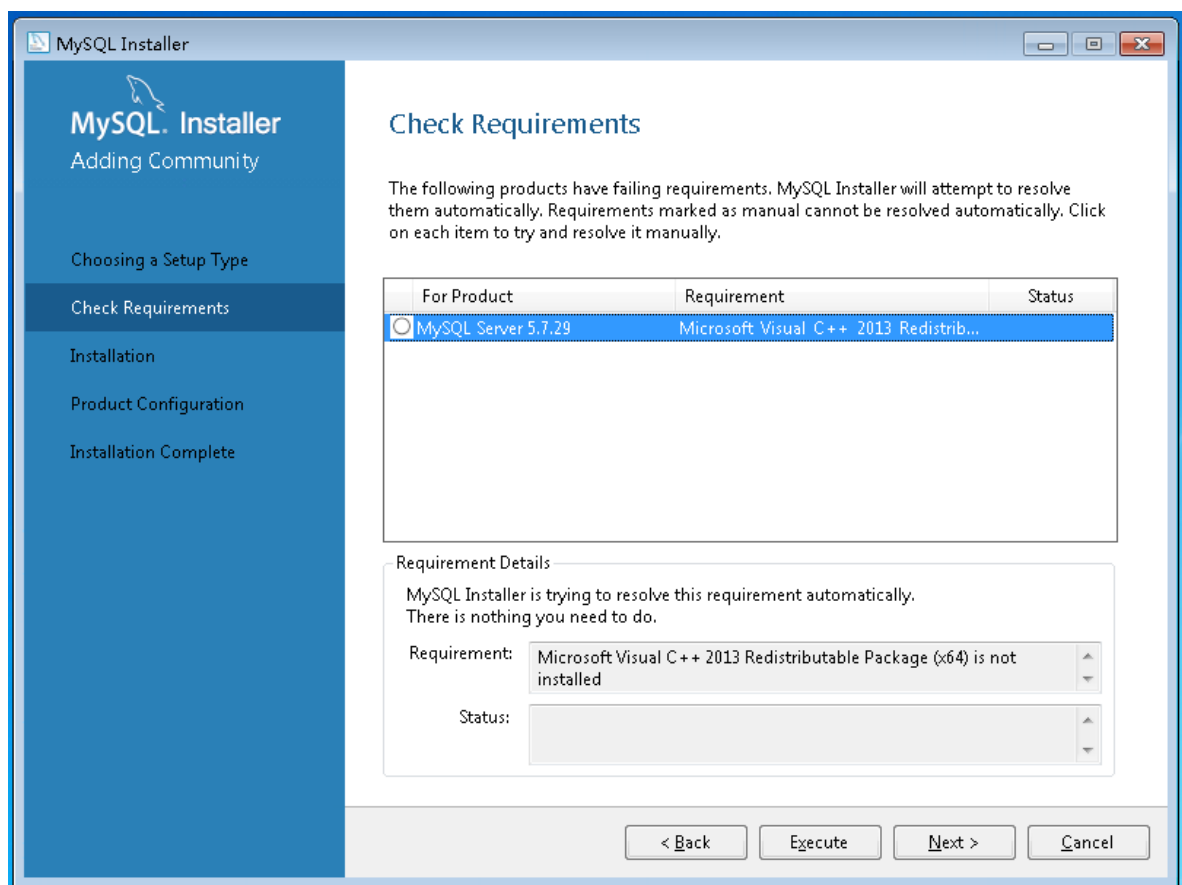 MySQL Installer
MySQL. Installer
Adding Community
Choosing a Setup Type
Check Requirements
Installation
Product Configuration
Installation Complete
Check Requirements
The following products have failing requirements. MySQL Installer will attempt to resolve
them automatically. Requirements marked as manual cannot be resolved automatically. Click
on each item to try and resolve it manually.
For Product Requirement Status
MySQL Server 5.7.29 Microsoft Visual C++ 2013 Redistrib...
Requirement Details
MySQL Installer is trying to resolve this requirement automatically.
There is nothing you need to do.
Requirement: Microsoft Visual C++ 2013 Redistributable Package (x64) is not
installed
Status:
< Back Execute Next > Cancel